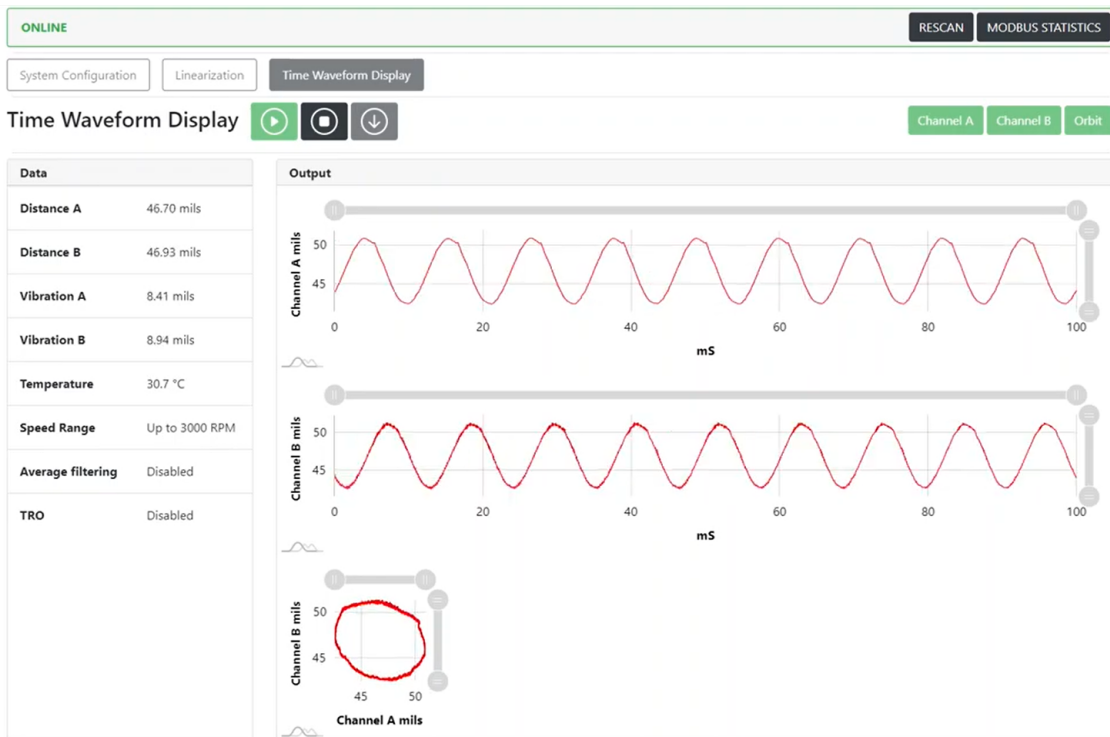 ONLINE
RESCAN
MODBUS STATISTICS
System Configuration
Linearization
Time Waveform Display
Time Waveform Display
Channel A
Channel B
Orbit
Data
Distance A 46.70 mils
Distance B 46.93 mils
Vibration A 8.41 mils
Vibration B 8.94 mils
Temperature 30.7 °C
Speed Range Up to 3000 RPM
Average filtering Disabled
TRO Disabled
Output
Channel A mils
50
45
0 20 40 60 80 100
mS
Channel B mils
50
45
0 20 40 60 80 100
mS
Channel B mils
50
45
45 50
Channel A mils